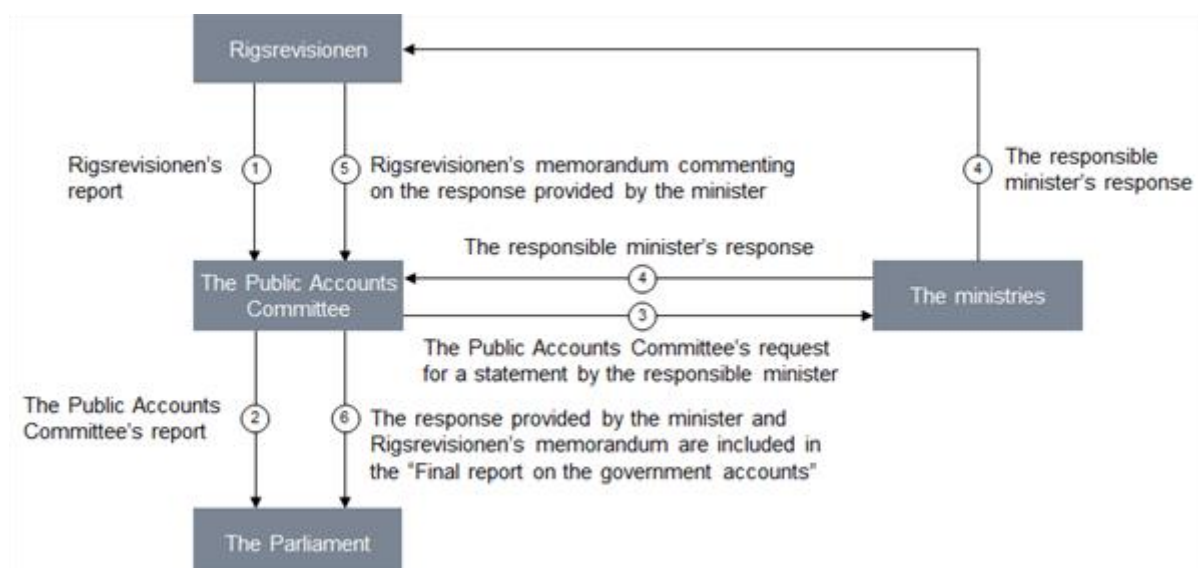 Rigsrevisionen
Rigsrevisionen's
report
1
5
Rigsrevisionen's memorandum commenting
on the response provided by the minister
4
The responsible
minister's response
The responsible minister's response
4
The Public Accounts
Committee
The ministries
3
The Public Accounts Committee's request
for a statement by the responsible minister
The Public Accounts
Committee's report
2
6
The response provided by the minister and
Rigsrevisionen's memorandum are included in
the "Final report on the government accounts"
The Parliament